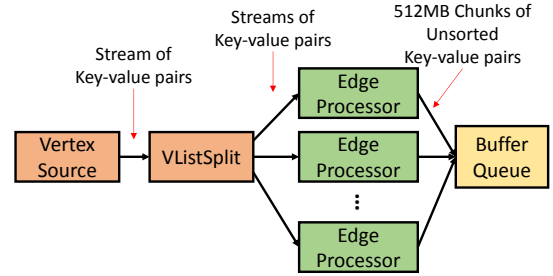 Stream of
Key-value pairs
Streams of
Key-value pairs
512MB Chunks of
Unsorted
Key-value pairs
Vertex
Source
VListSplit
Edge
Processor
Edge
Processor
...
Edge
Processor
Buffer
Queue